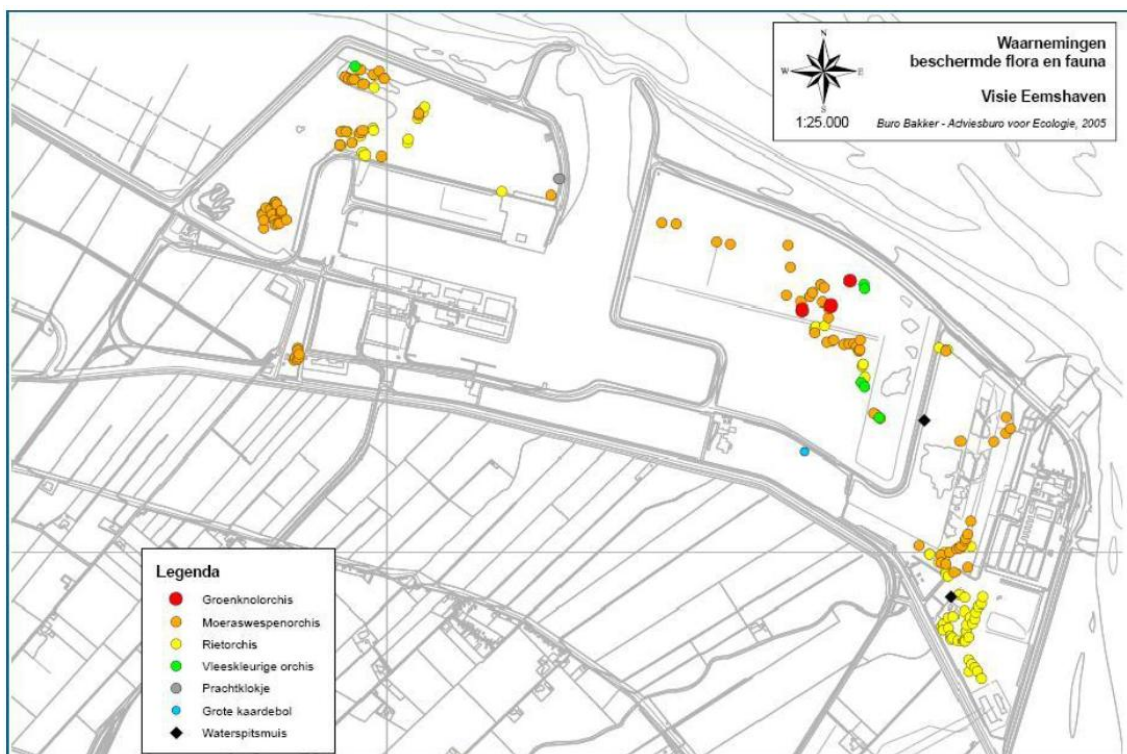 N
W
E
S
1:25.000
Waarnemingen
beschermde flora en fauna
Visie Eemshaven
Buro Bakker - Adviesburo voor Ecologie, 2005
Legenda
Groenknolorchis
Moeraswespenorchis
Rietorchis
Vleeskleurige orchis
Prachtklokje
Grote kaardebol
Waterspitsmuis